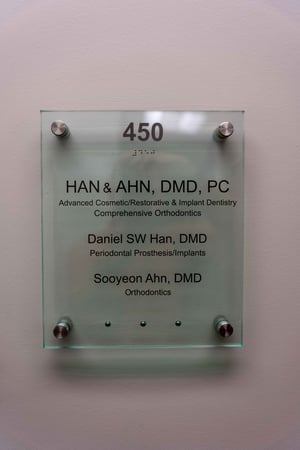 450
HAN & AHN, DMD, PC
Advanced Cosmetic/Restorative & Implant Dentistry
Comprehensive Orthodontics
Daniel SW Han, DMD
Periodontal Prosthesis/Implants
Sooyeon Ahn, DMD
Orthodontics